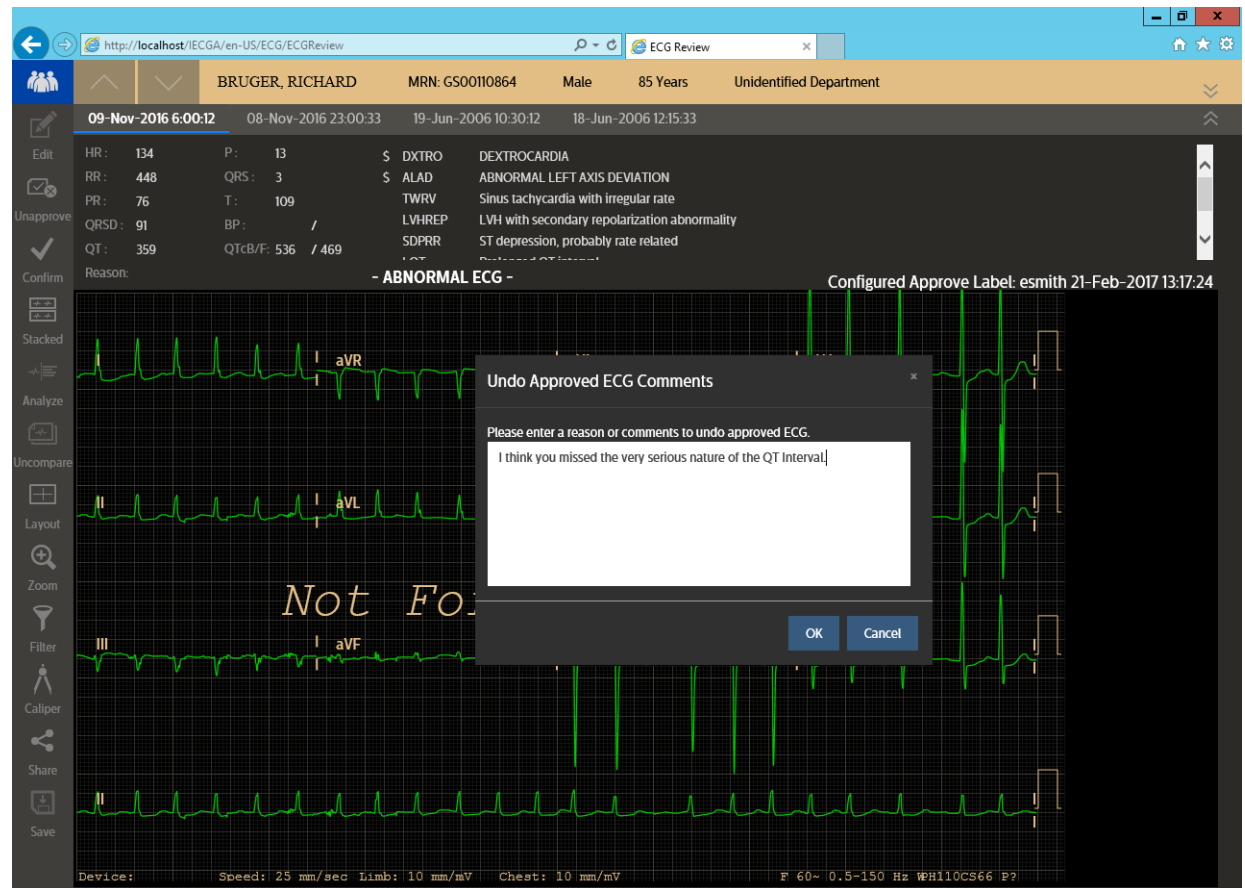 http://localhost/IECGA/en-US/ECG/ECGReview
ECG Review
BRUGER, RICHARD MRN: GS00110864 Male 85 Years Unidentified Department
09-Nov-2016 6:00:12 08-Nov-2016 23:00:33 19-Jun-2006 10:30:12 18-Jun-2006 12:15:33
Edit
Unapprove
Confirm
Stacked
Analyze
Uncompare
Layout
Zoom
Filter
Caliper
Share
Save
HR: 134 P: 13 $ DXTRO DEXTROCARDIA
RR: 448 QRS: 3 $ ALAD ABNORMAL LEFT AXIS DEVIATION
PR: 76 T: 109 TWRV Sinus tachycardia with irregular rate
QRSD: 91 BP: / LVHREP LVH with secondary repolarization abnormality
QT: 359 QTcB/F: 536 / 469 SDPRR ST depression, probably rate related
Reason: - ABNORMAL ECG - Configured Approve Label: esmith 21-Feb-2017 13:17:24
I aVR
II aVL
III aVF
II
Not
Undo Approved ECG Comments
Please enter a reason or comments to undo approved ECG.
I think you missed the very serious nature of the QT Interval.
OK Cancel
Device: Speed: 25 mm/sec Limb: 10 mm/mV Chest: 10 mm/mV F 60~ 0.5-150 Hz WPH110CS66 P?